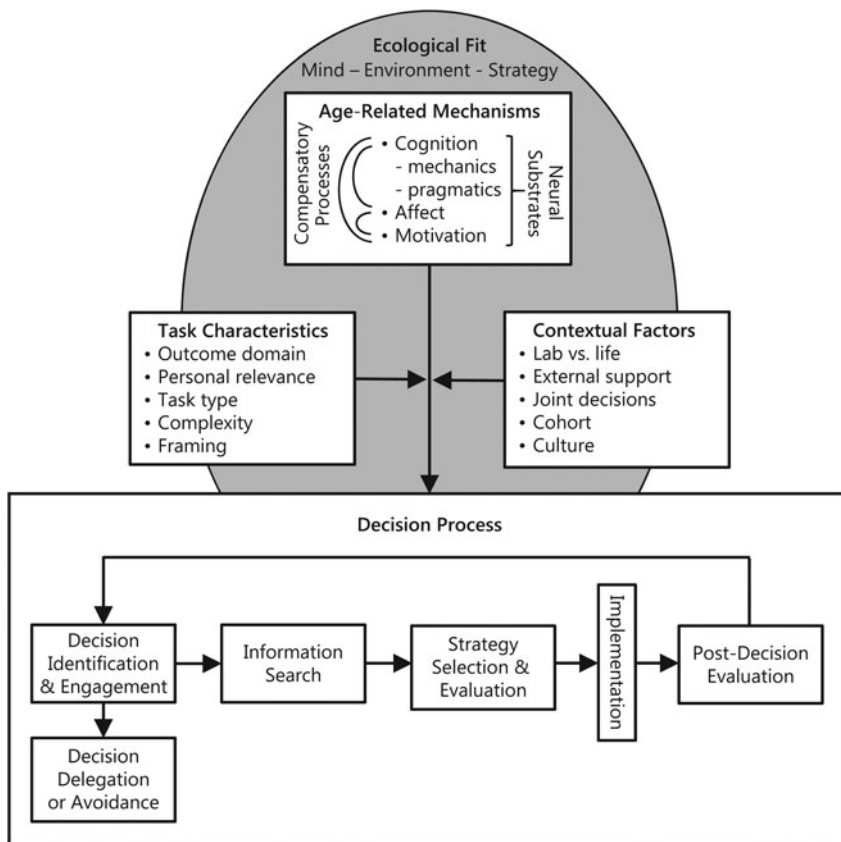 Ecological Fit
Mind – Environment - Strategy
Age-Related Mechanisms
Compensatory
Processes
• Cognition
- mechanics
- pragmatics
• Affect
• Motivation
Neural
Substrates
Task Characteristics
• Outcome domain
• Personal relevance
• Task type
• Complexity
• Framing
Contextual Factors
• Lab vs. life
• External support
• Joint decisions
• Cohort
• Culture
Decision Process
Decision
Identification
& Engagement
Information
Search
Strategy
Selection &
Evaluation
Implementation
Post-Decision
Evaluation
Decision
Delegation
or Avoidance